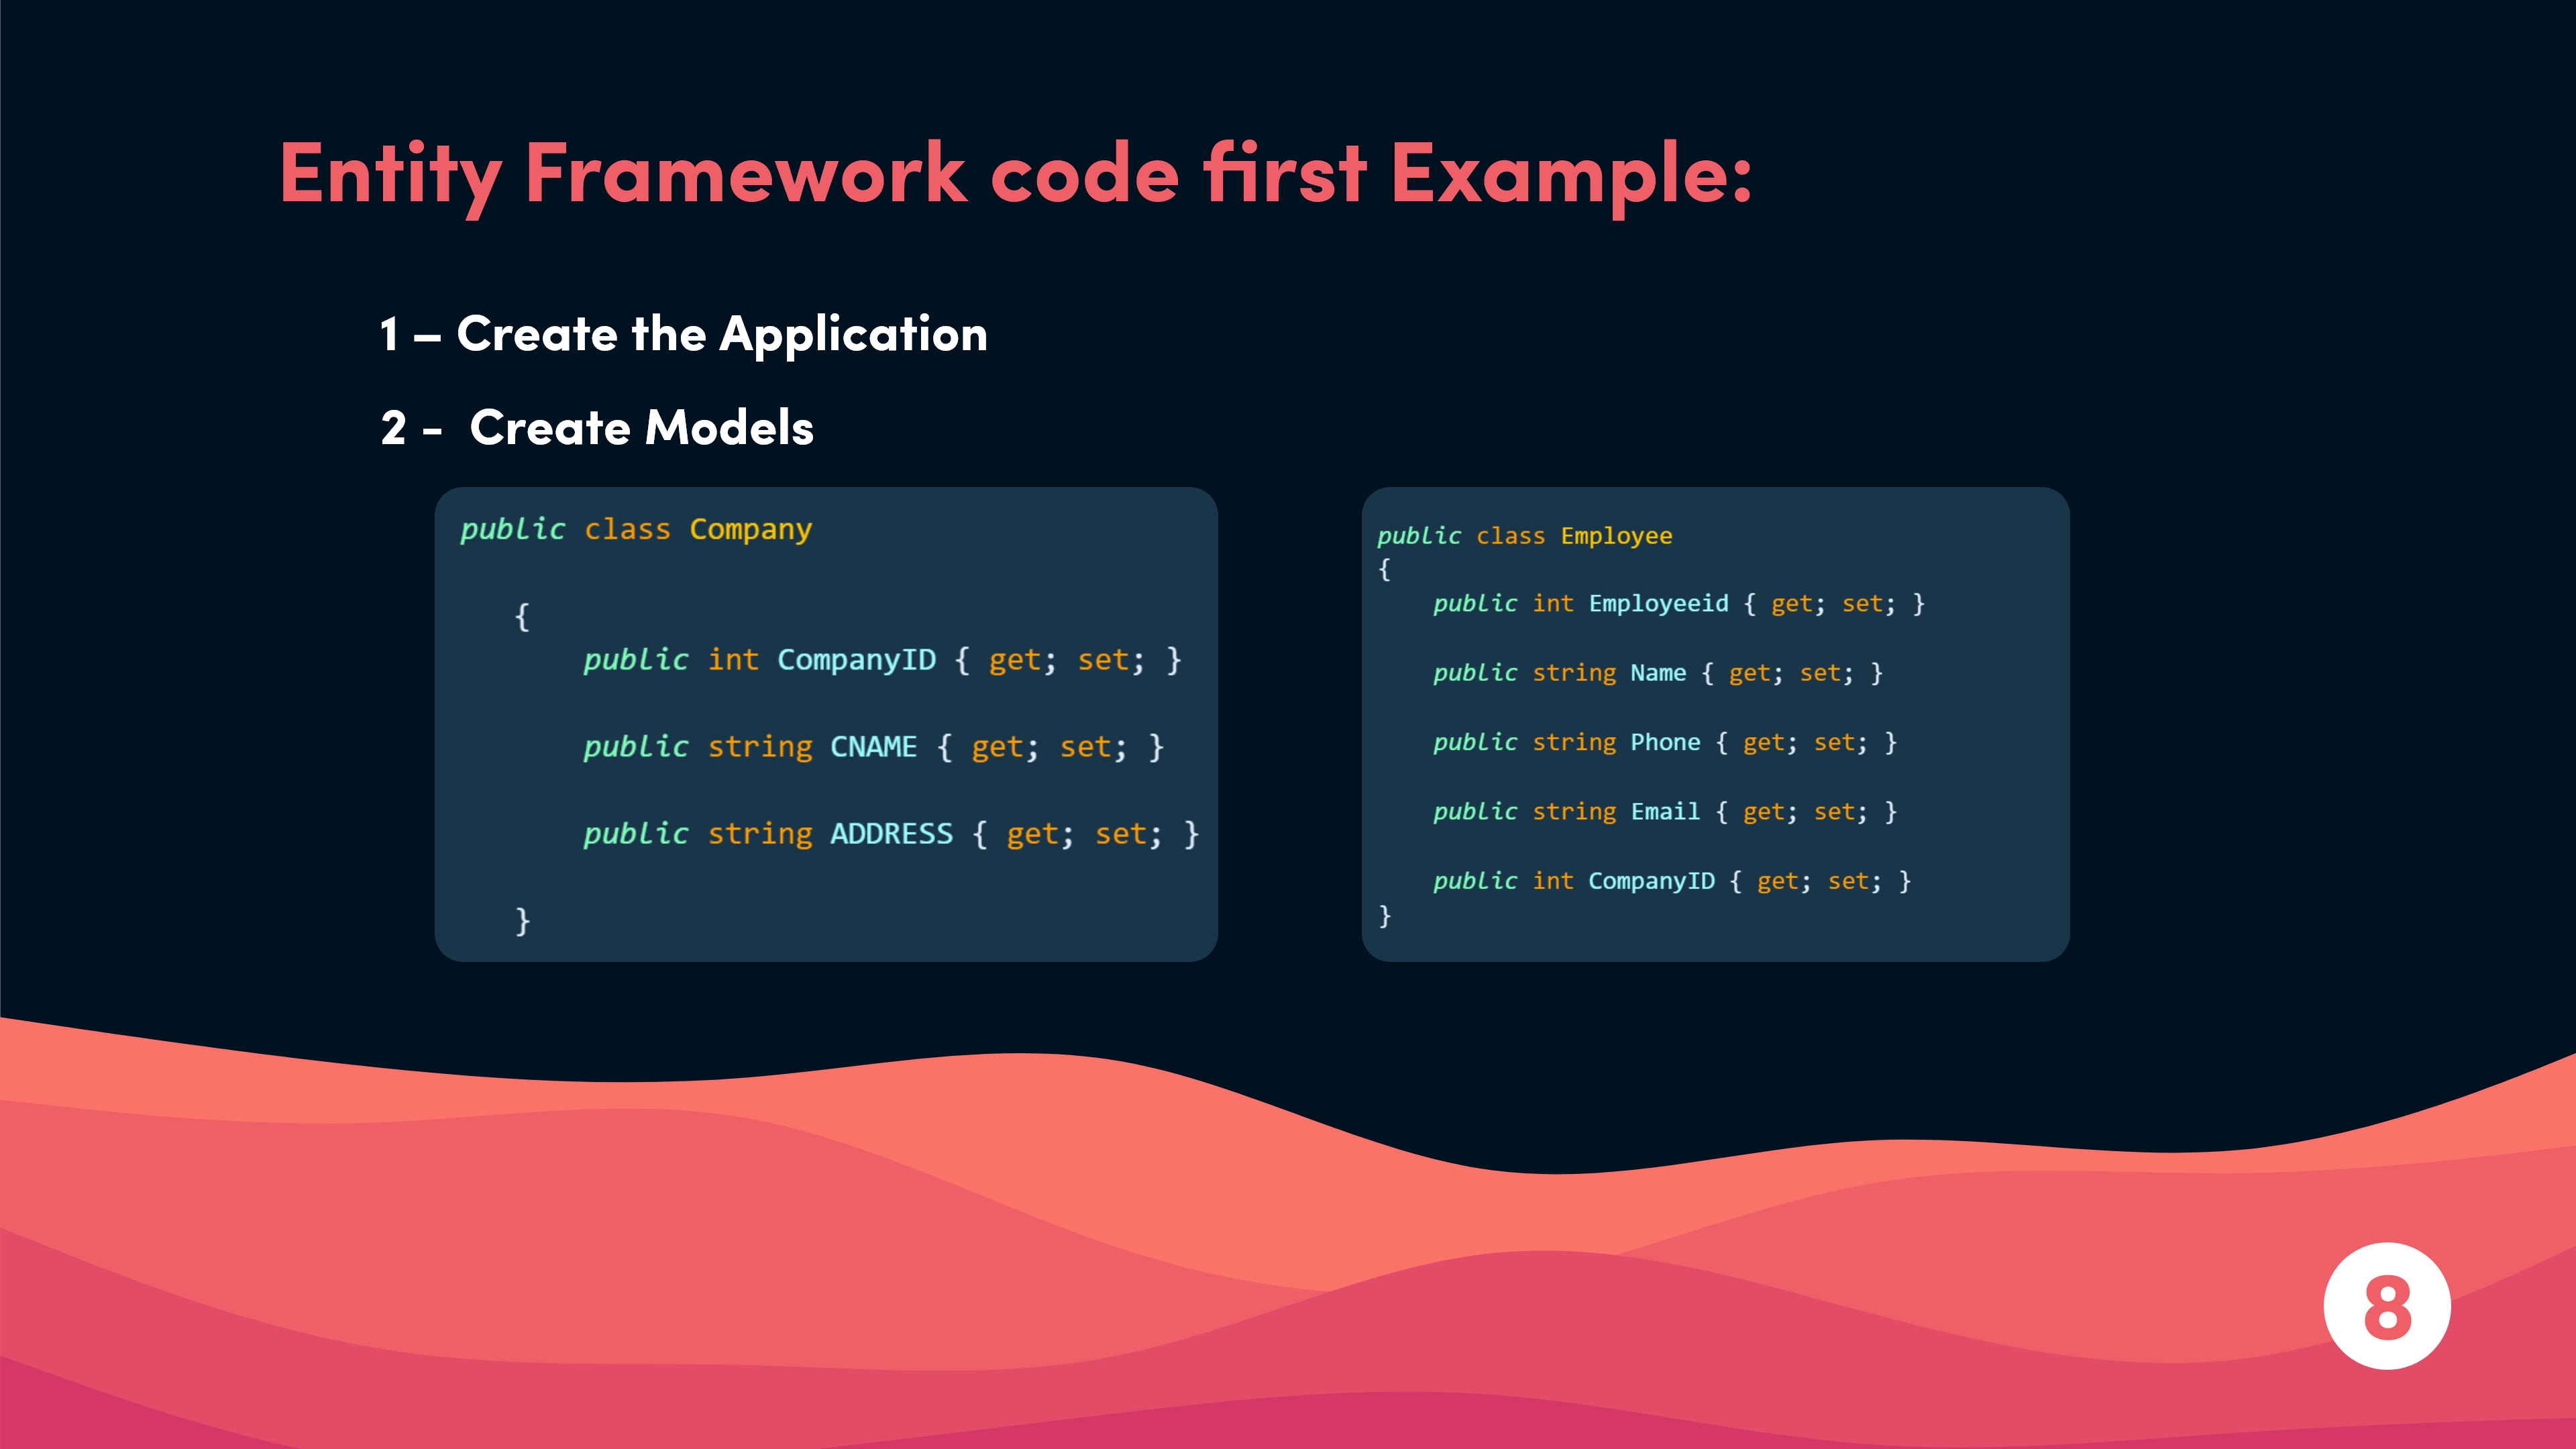 Entity Framework code first Example:
1 – Create the Application
2 - Create Models
public class Company
{
public int CompanyID { get; set; }
public string CNAME { get; set; }
public string ADDRESS { get; set; }
}
public class Employee
{
public int Employeeid { get; set; }
public string Name { get; set; }
public string Phone { get; set; }
public string Email { get; set; }
public int CompanyID { get; set; }
}
8